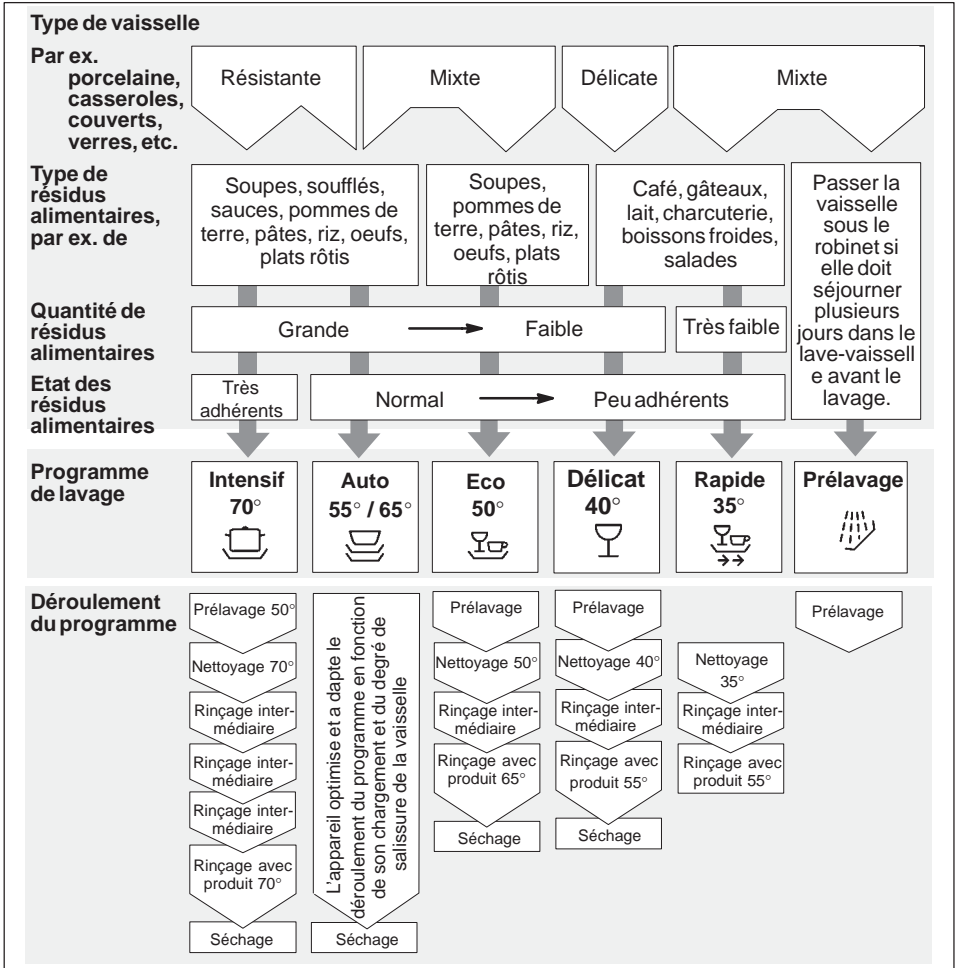 Type de vaisselle
Par ex.
porcelaine,
casseroles,
couverts,
verres, etc.
Résistante
Mixte
Délicate
Mixte
Type de
résidus
alimentaires,
par ex. de
Soupes, soufflés,
sauces, pommes de
terre, pâtes, riz, oeufs,
plats rôtis
Soupes,
pommes de
terre, pâtes, riz,
oeufs, plats
rôtis
Café, gâteaux,
lait, charcuterie,
boissons froides,
salades
Passer la
vaisselle
sous le
robinet si
elle doit
séjourner
plusieurs
jours dans le
lave-vaissell
e avant le
lavage.
Quantité de
résidus
alimentaires
Grande
Faible
Très faible
Etat des
résidus
alimentaires
Très
adhérents
Normal
Peu adhérents
Programme
de lavage
Intensif
70°
Auto
55° / 65°
Eco
50°
Délicat
40°
Rapide
35°
Prélavage
Déroulement
du programme
Prélavage 50°
Nettoyage 70°
Rinçage inter-
médiaire
Rinçage inter-
médiaire
Rinçage inter-
médiaire
Rinçage avec
produit 70°
Séchage
L'appareil optimise et a dapte le
déroulement du programme en fonction
de son chargement et du degré de
salissure de la vaisselle
Séchage
Prélavage
Nettoyage 50°
Rinçage inter-
médiaire
Rinçage avec
produit 65°
Séchage
Prélavage
Nettoyage 40°
Rinçage inter-
médiaire
Rinçage avec
produit 55°
Séchage
Nettoyage
35°
Rinçage inter-
médiaire
Rinçage avec
produit 55°
Prélavage